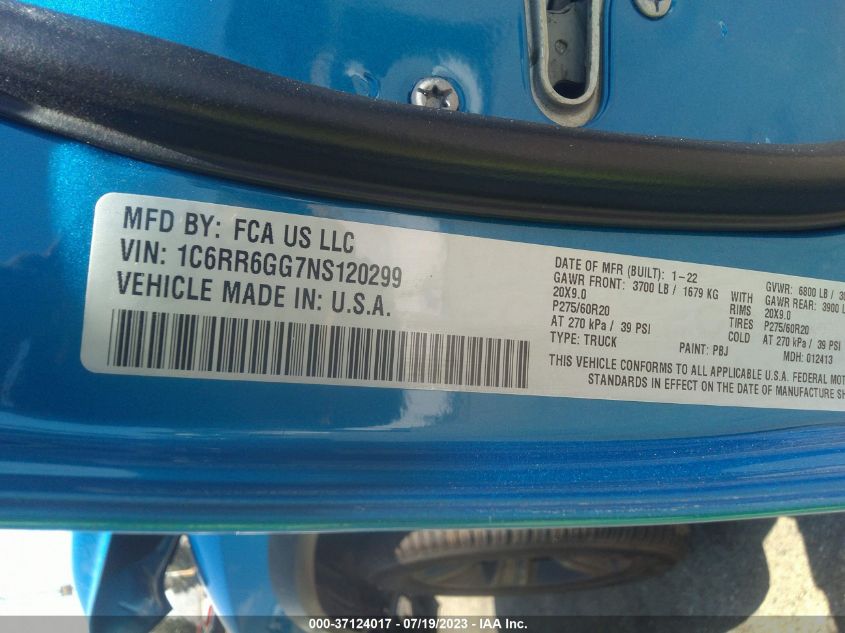 MFD BY: FCA US LLC
VIN: 1C6RR6GG7NS120299
VEHICLE MADE IN: U.S.A.
DATE OF MFR (BUILT): 1-22
GAWR FRONT: 3700 LB / 1679 KG WITH
20X9.0 RIMS
P275/60R20 TIRES
AT 270 kPa / 39 PSI COLD
TYPE: TRUCK PAINT: PBJ
GVWR: 6800 LB /
GAWR REAR: 3900
20X9.0
P275/60R20
AT 270 kPa / 39 PSI
MDH: 012413
THIS VEHICLE CONFORMS TO ALL APPLICABLE U.S.A. FEDERAL
STANDARDS IN EFFECT ON THE DATE OF MANUFACTURE
000-37124017 - 07/19/2023 - IAA Inc.